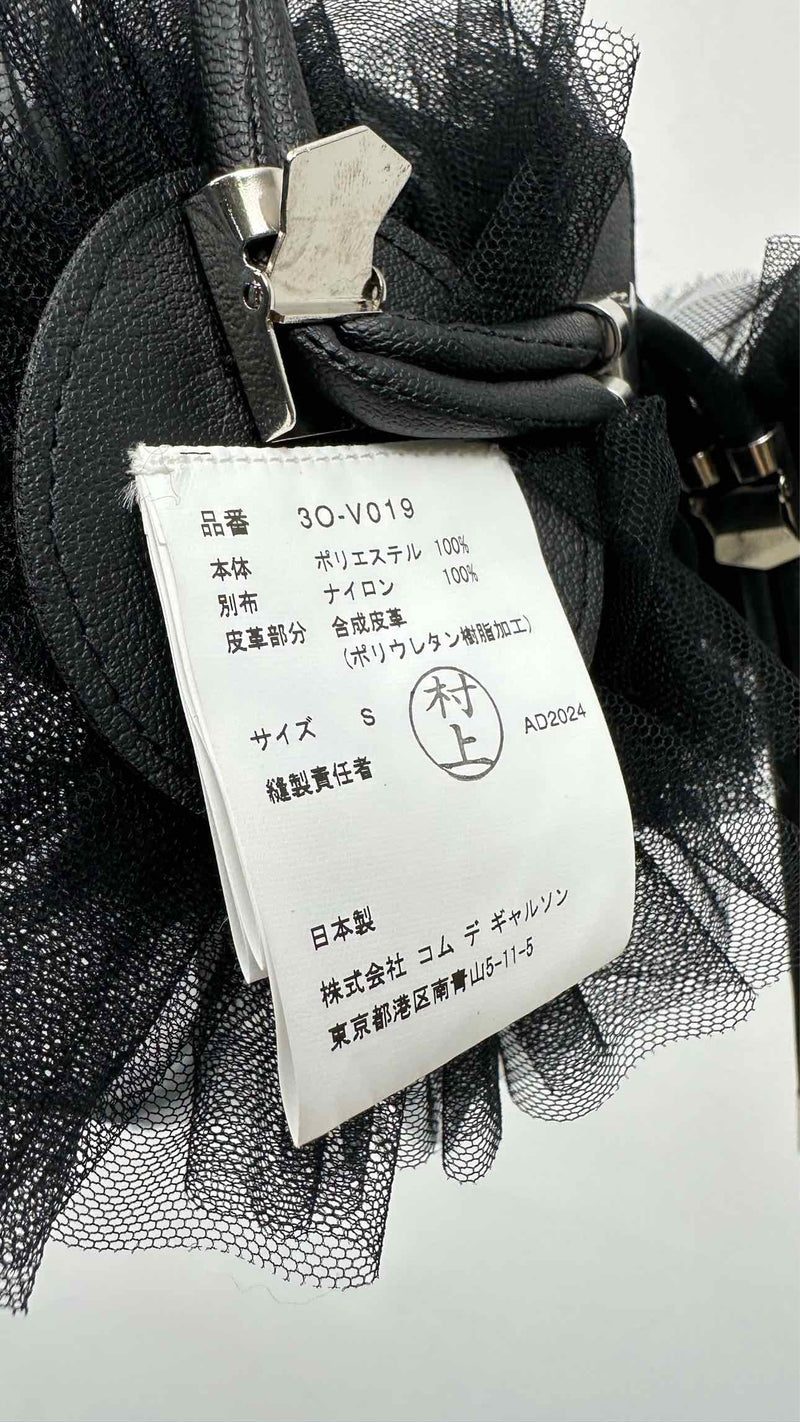 品番 3O-V019
本体 ポリエステル 100%
別布 ナイロン 100%
皮革部分 合成皮革
(ポリウレタン樹脂加工)
サイズ S 村上 AD2024
縫製責任者
日本製
株式会社 コム デ ギャルソン
東京都港区南青山5-11-5